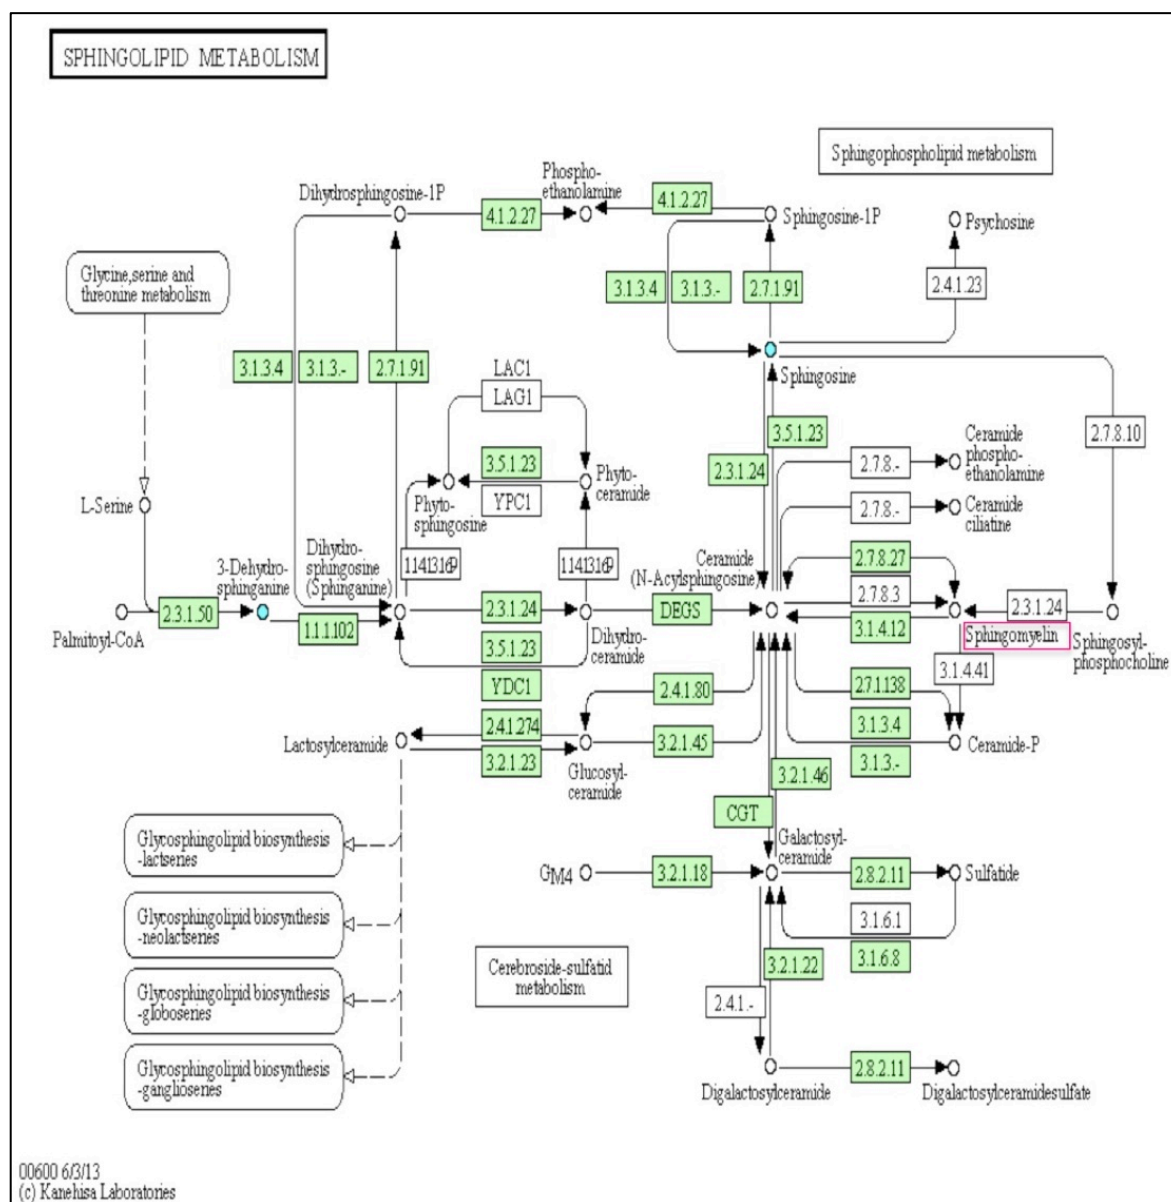 SPHINGOLIPID METABOLISM
Sphingophospholipid metabolism
Phospho-
ethanolamine
Dihydrosphingosine-1P
4.1.2.27
4.1.2.27
Sphingosine-1P
Psychosine
Glycine,serine and
threonine metabolism
3.1.3.4
3.1.3.-
2.7.1.91
2.4.1.23
3.1.3.4
3.1.3.-
2.7.1.91
LAC1
LAG1
Sphingosine
3.5.1.23
2.7.8.10
3.5.1.23
YPC1
Phyto-
sphingosine
Phyto-
ceramide
2.3.1.24
2.7.8.-
Ceramide
phospho-
ethanolamine
2.7.8.-
Ceramide
ciliatine
L-Serine
3-Dehydro-
sphinganine
Dihydro-
sphingosine
(Sphinganine)
1.14.13.169
1.14.13.169
Ceramide
(N-Acylsphingosine)
2.7.8.27
2.7.8.3
3.1.4.12
2.3.1.24
Palmitoyl-CoA
2.3.1.50
1.1.1.102
2.3.1.24
Dihydro-
ceramide
DEGS
Sphingomyelin
Sphingosyl-
phosphocholine
3.5.1.23
YDC1
3.1.4.41
2.4.1.80
2.7.1.138
Lactosylceramide
2.4.1.274
3.2.1.23
Glucosyl-
ceramide
3.2.1.45
3.1.3.4
3.1.3.-
Ceramide-P
3.2.1.46
CGT
Glycosphingolipid biosynthesis
-lactseries
Galactosyl-
ceramide
GM4
3.2.1.18
2.8.2.11
Sulfatide
3.1.6.1
3.1.6.8
Glycosphingolipid biosynthesis
-neolactseries
Cerebroside-sulfatid
metabolism
3.2.1.22
2.4.1.-
Glycosphingolipid biosynthesis
-globoseries
Glycosphingolipid biosynthesis
-ganglioseries
Digalactosylceramide
2.8.2.11
Digalactosylceramidesulfate
00600 6/3/13
(c) Kanehisa Laboratories